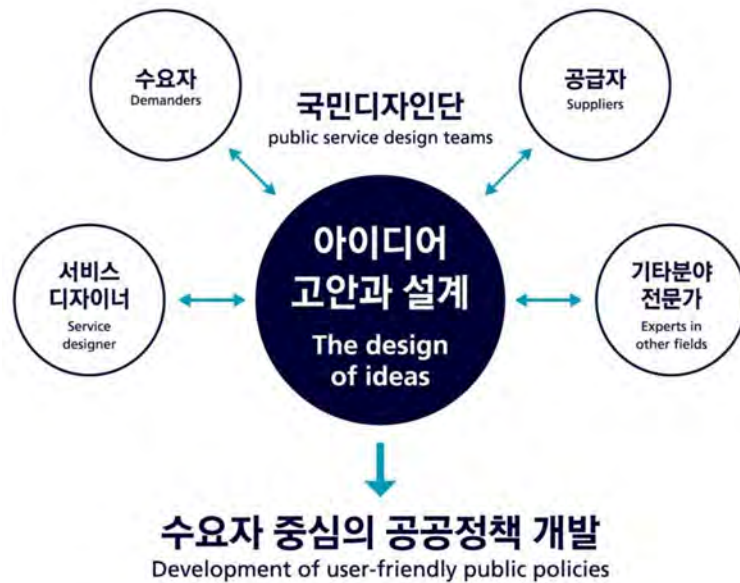 수요자
Demanders
국민디자인단
public service design teams
공급자
Suppliers
서비스
디자이너
Service
designer
아이디어
고안과 설계
The design
of ideas
기타분야
전문가
Experts in
other fields
수요자 중심의 공공정책 개발
Development of user-friendly public policies